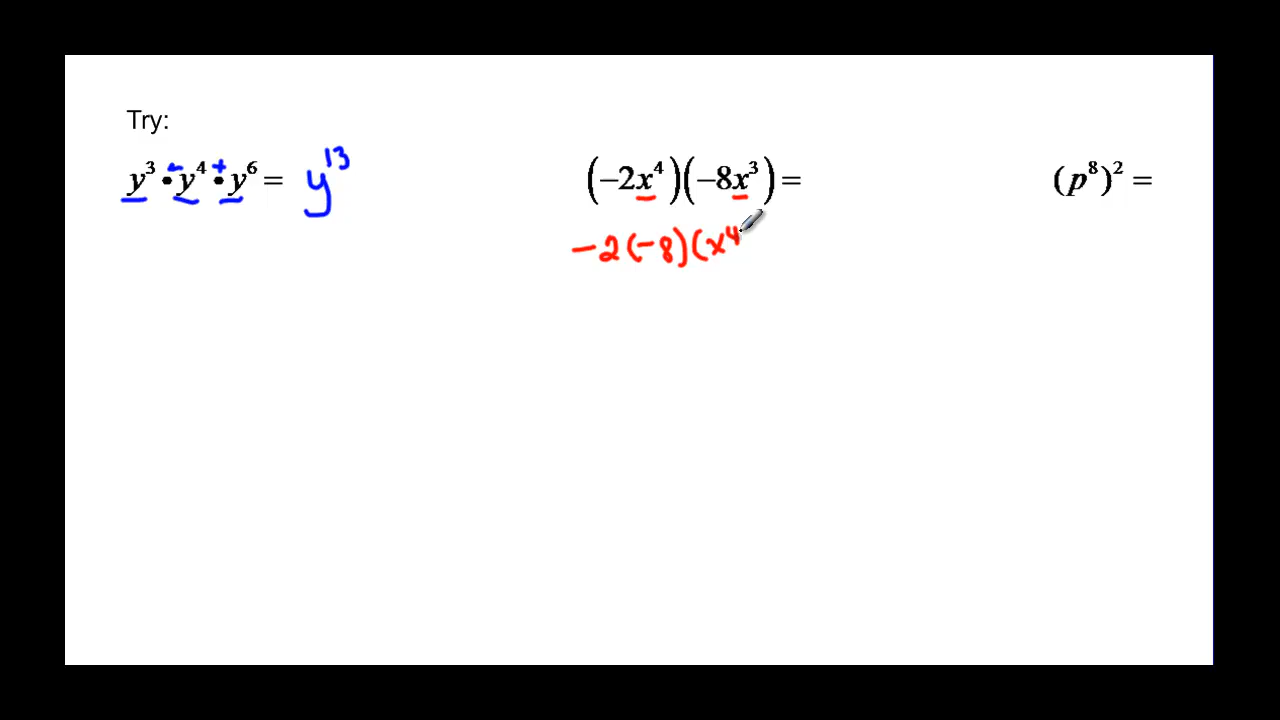 Try:
y³ • y⁴ • y⁶ = y¹³
(−2x⁴)(−8x³) =
−2(−8)(x⁴
(p⁸)² =